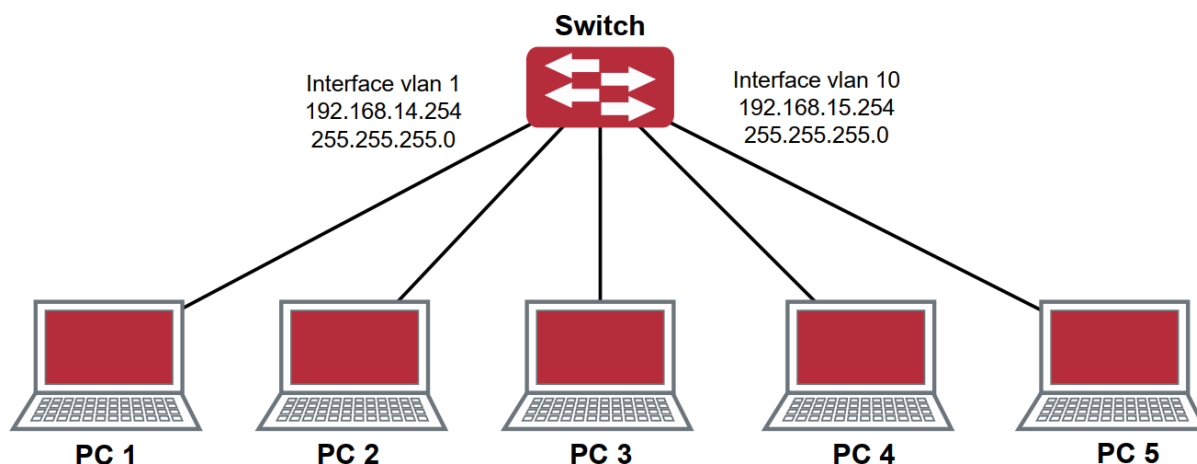 Switch
Interface vlan 1
192.168.14.254
255.255.255.0
Interface vlan 10
192.168.15.254
255.255.255.0
PC 1
PC 2
PC 3
PC 4
PC 5